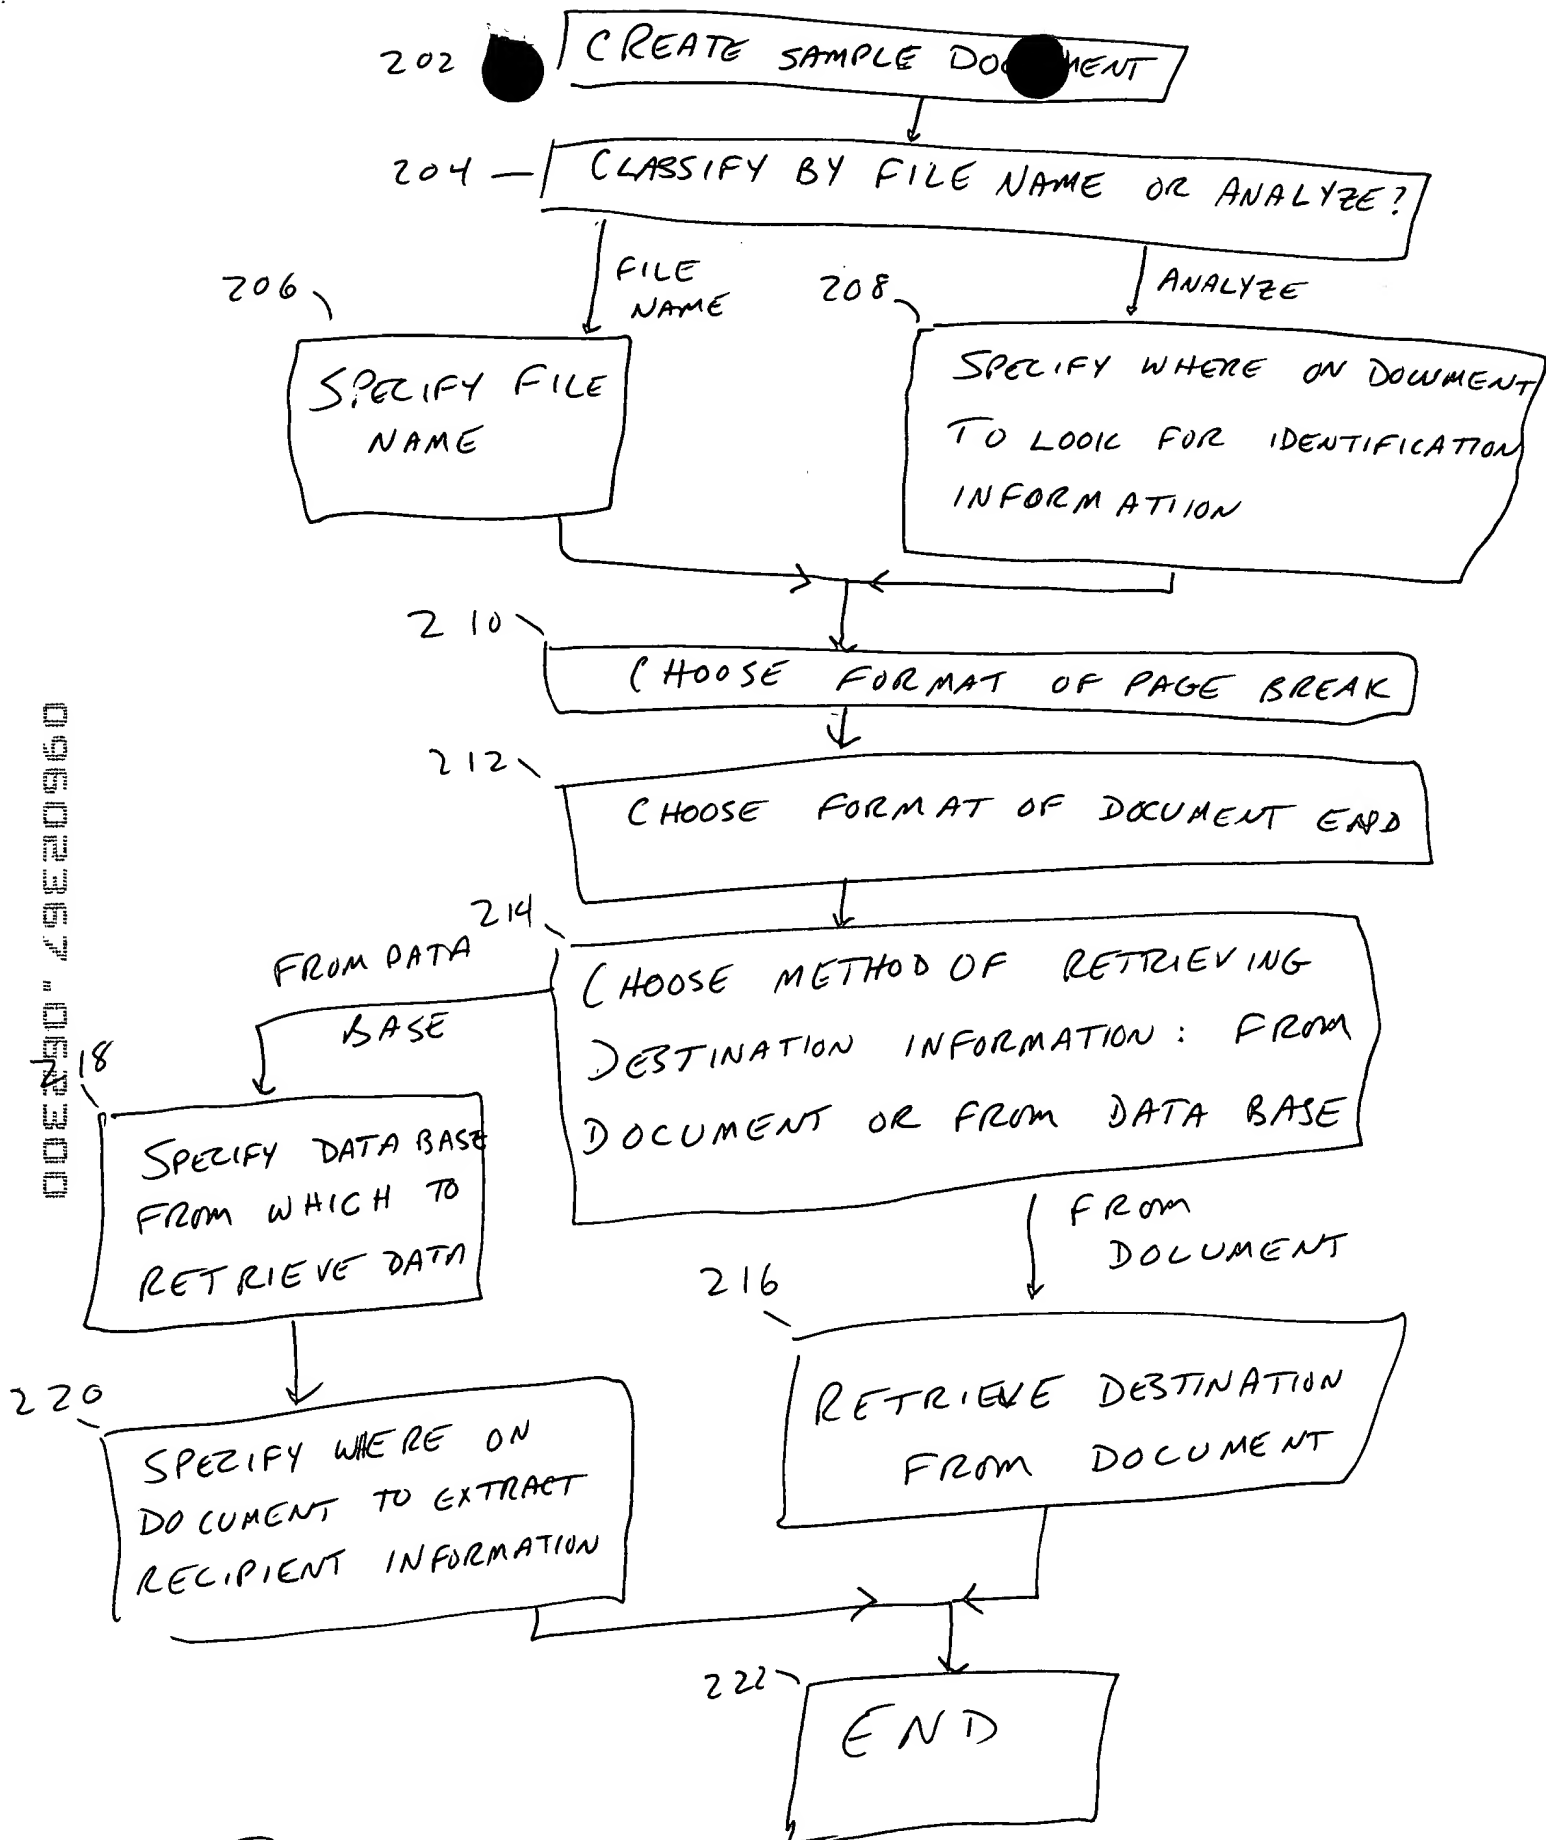 202
CREATE SAMPLE DOCUMENT
204
CLASSIFY BY FILE NAME OR ANALYZE?
206
FILE
NAME
208
ANALYZE
SPECIFY FILE
NAME
SPECIFY WHERE ON DOCUMENT
TO LOOK FOR IDENTIFICATION
INFORMATIION
210
CHOOSE FORMAT OF PAGE BREAK
212
CHOOSE FORMAT OF DOCUMENT END
214
FROM DATA
BASE
CHOOSE METHOD OF RETRIEVING
DESTINATION INFORMATION: FROM
DOCUMENT OR FROM DATA BASE
218
SPECIFY DATA BASE
FROM WHICH TO
RETRIEVE DATA
FROM
DOCUMENT
216
RETRIEVE DESTINATION
FROM DOCUMENT
220
SPECIFY WHERE ON
DOCUMENT TO EXTRACT
RECIPIENT INFORMATION
222
END